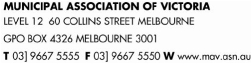 MUNICIPAL ASSOCIATION OF VICTORIA
LEVEL 12 60 COLLINS STREET MELBOURNE
GPO BOX 4326 MELBOURNE 3001
T 03] 9667 5555 F 03] 9667 5550 W www.mav.asn.au